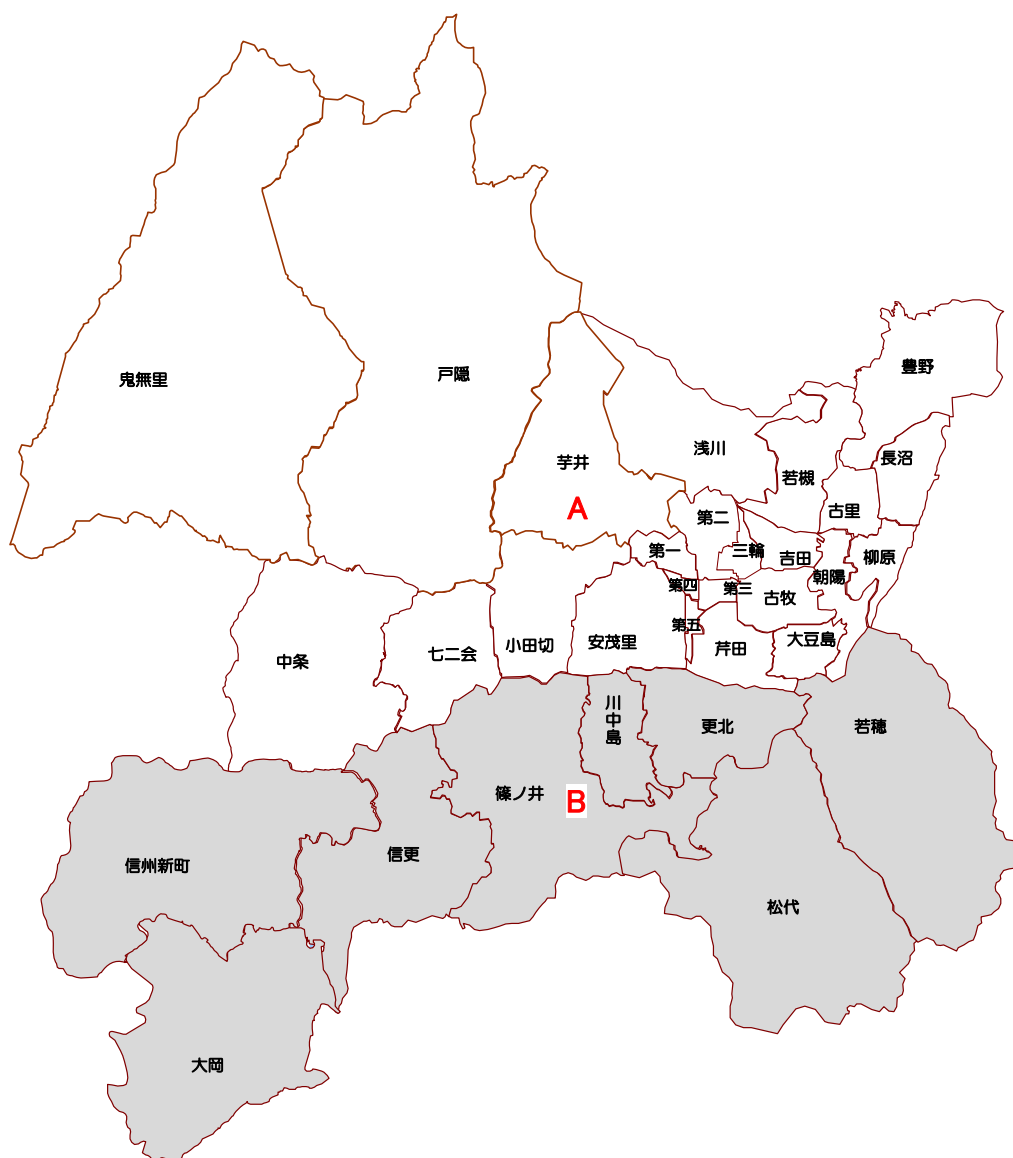 豊野
戸隠
鬼無里
浅川
長沼
芋井
若槻
A
古里
第二
第一
三輪
吉田
柳原
朝陽
第四
第三
古牧
第五
大豆島
小田切
安茂里
芹田
七二会
中条
川中島
更北
若穂
篠ノ井
B
信更
信州新町
松代
大岡